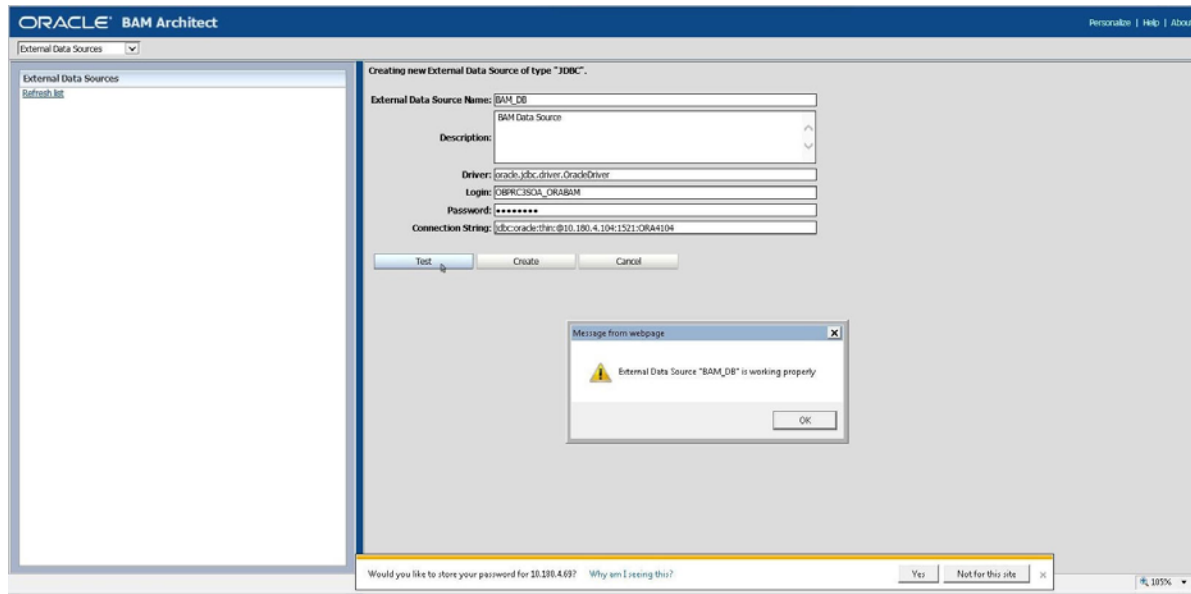 ORACLE BAM Architect
Personalize | Help | About
External Data Sources
External Data Sources
Refresh list
Creating new External Data Source of type "JDBC".
External Data Source Name: BAM_DB
Description: BAM Data Source
Driver: oracle.jdbc.driver.OracleDriver
Login: OBPRC3SOA_ORABAM
Password: ••••••••
Connection String: jdbc:oracle:thin:@10.180.4.104:1521:ORA4104
Test Create Cancel
Message from webpage
External Data Source "BAM_DB" is working properly
OK
Would you like to store your password for 10.180.4.69? Why am I seeing this? Yes Not for this site
105%